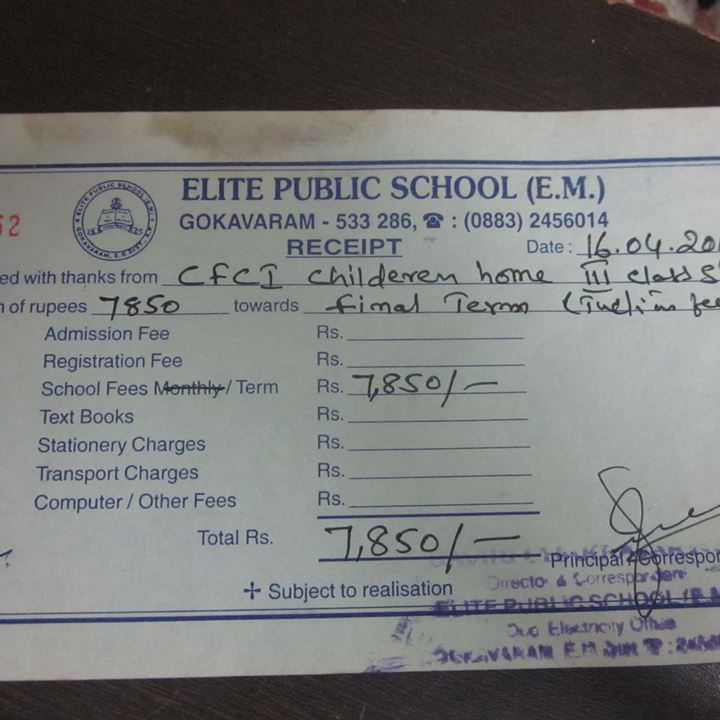 52
ELITE PUBLIC SCHOOL (E.M.)
GOKAVARAM - 533 286, ☎ : (0883) 2456014
RECEIPT
Date : 16.04.20
ed with thanks from CFCI childeren home III class
n of rupees 7850 towards final Term
Admission Fee Rs.
Registration Fee Rs.
School Fees Monthly / Term Rs. 7,850/-
Text Books Rs.
Stationery Charges Rs.
Transport Charges Rs.
Computer / Other Fees Rs.
Total Rs. 7,850/-
Principal / Correspon
+ Subject to realisation
ELITE PUBLIC SCHOOL
Electricity Office